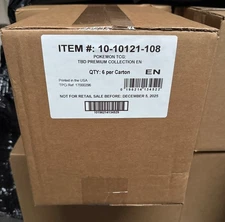 ITEM #: 10-10121-108
POKEMON TCG:
TBD PREMIUM COLLECTION EN
QTY: 6 per Carton
EN
Printed in the USA
NOT FOR RETAIL SALE BEFORE: DECEMBER 5, 2025